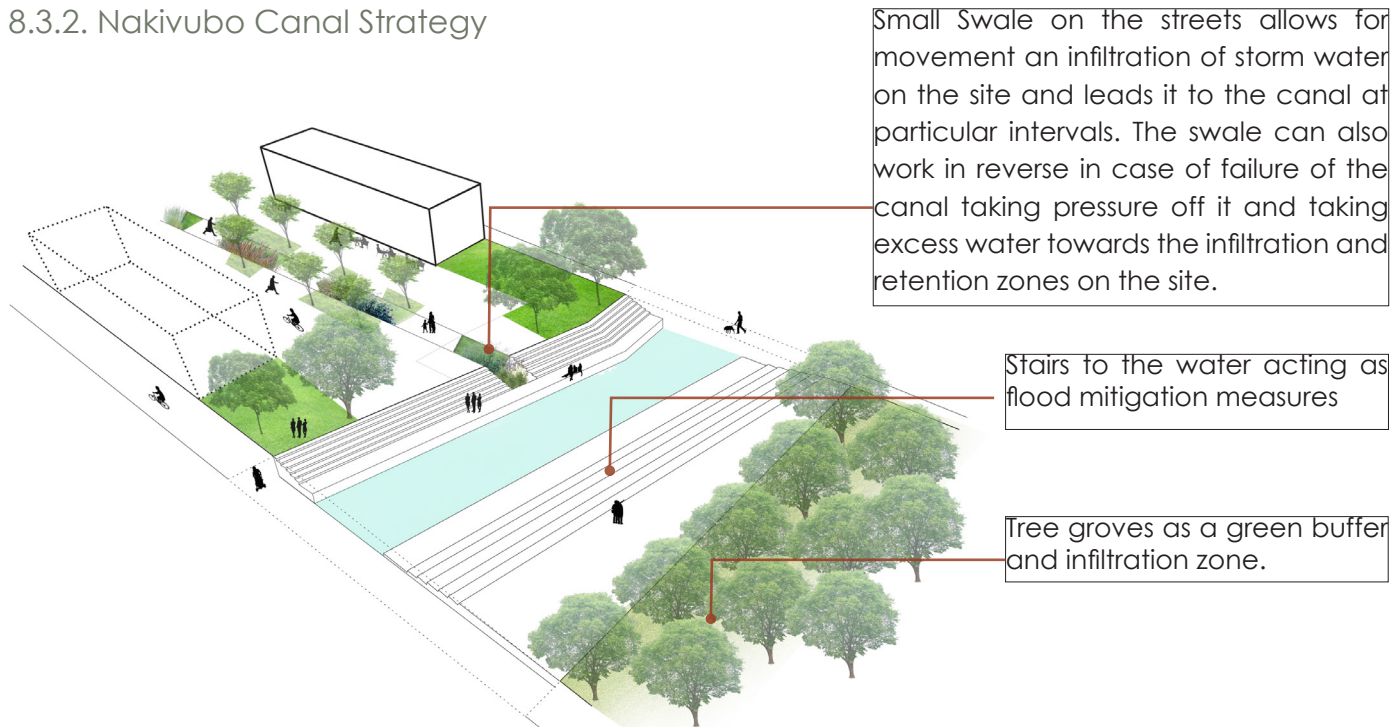 8.3.2. Nakivubo Canal Strategy
Small Swale on the streets allows for
movement an infiltration of storm water
on the site and leads it to the canal at
particular intervals. The swale can also
work in reverse in case of failure of the
canal taking pressure off it and taking
excess water towards the infiltration and
retention zones on the site.
Stairs to the water acting as
flood mitigation measures
Tree groves as a green buffer
and infiltration zone.